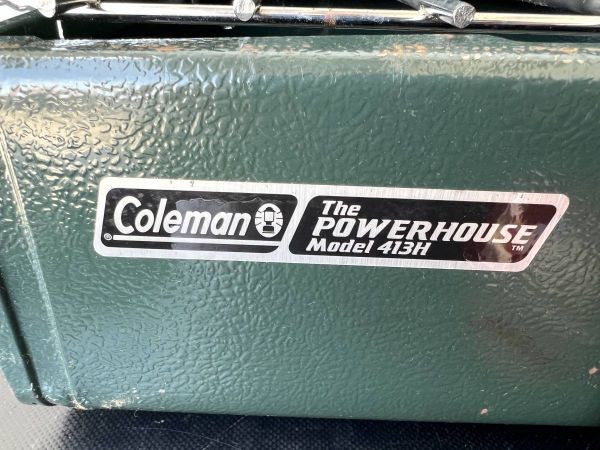 Coleman
®
The
POWERHOUSE
™
Model 413H